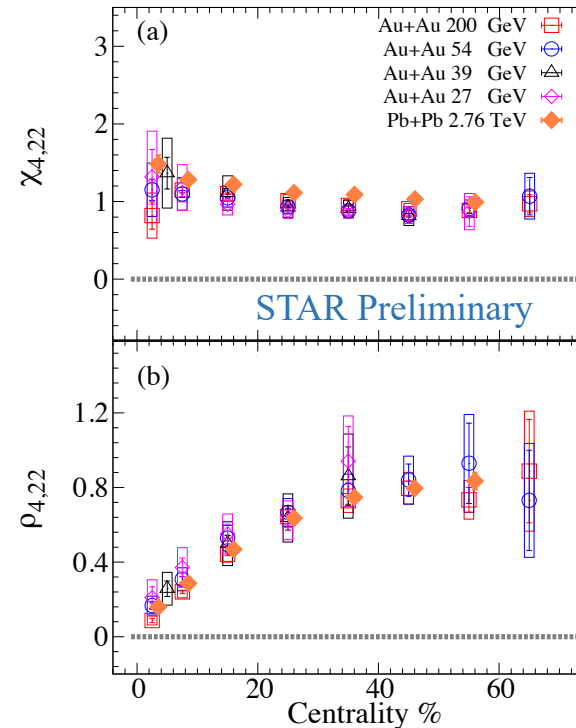 (a)
Au+Au 200 GeV
Au+Au 54 GeV
Au+Au 39 GeV
Au+Au 27 GeV
Pb+Pb 2.76 TeV
3
2
1
0
χ4,22
STAR Preliminary
(b)
1.2
0.8
0.4
0
ρ4,22
0 20 40 60
Centrality %